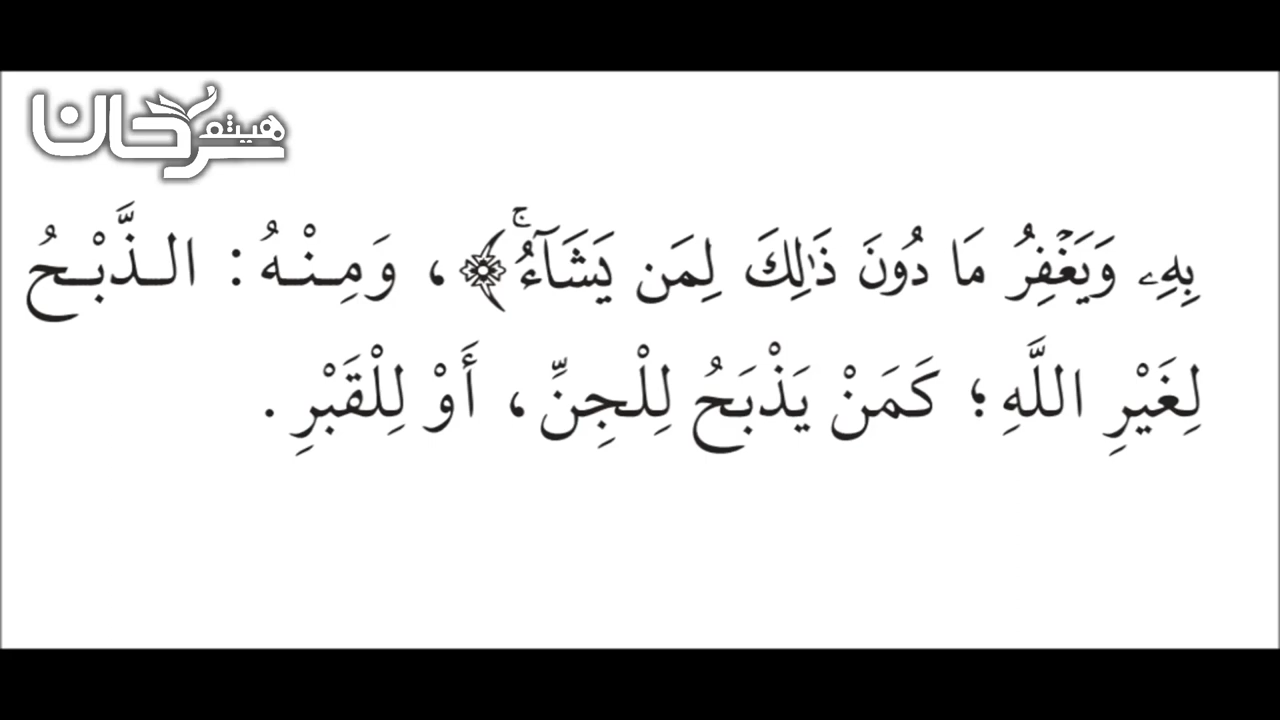 هيثم سرحان
بِهِۦ وَيَغْفِرُ مَا دُونَ ذَٰلِكَ لِمَن يَشَآءُ ۚ﴾، وَمِنْهُ: الذَّبْحُ
لِغَيْرِ اللَّهِ؛ كَمَنْ يَذْبَحُ لِلْجِنِّ، أَوْ لِلْقَبْرِ.